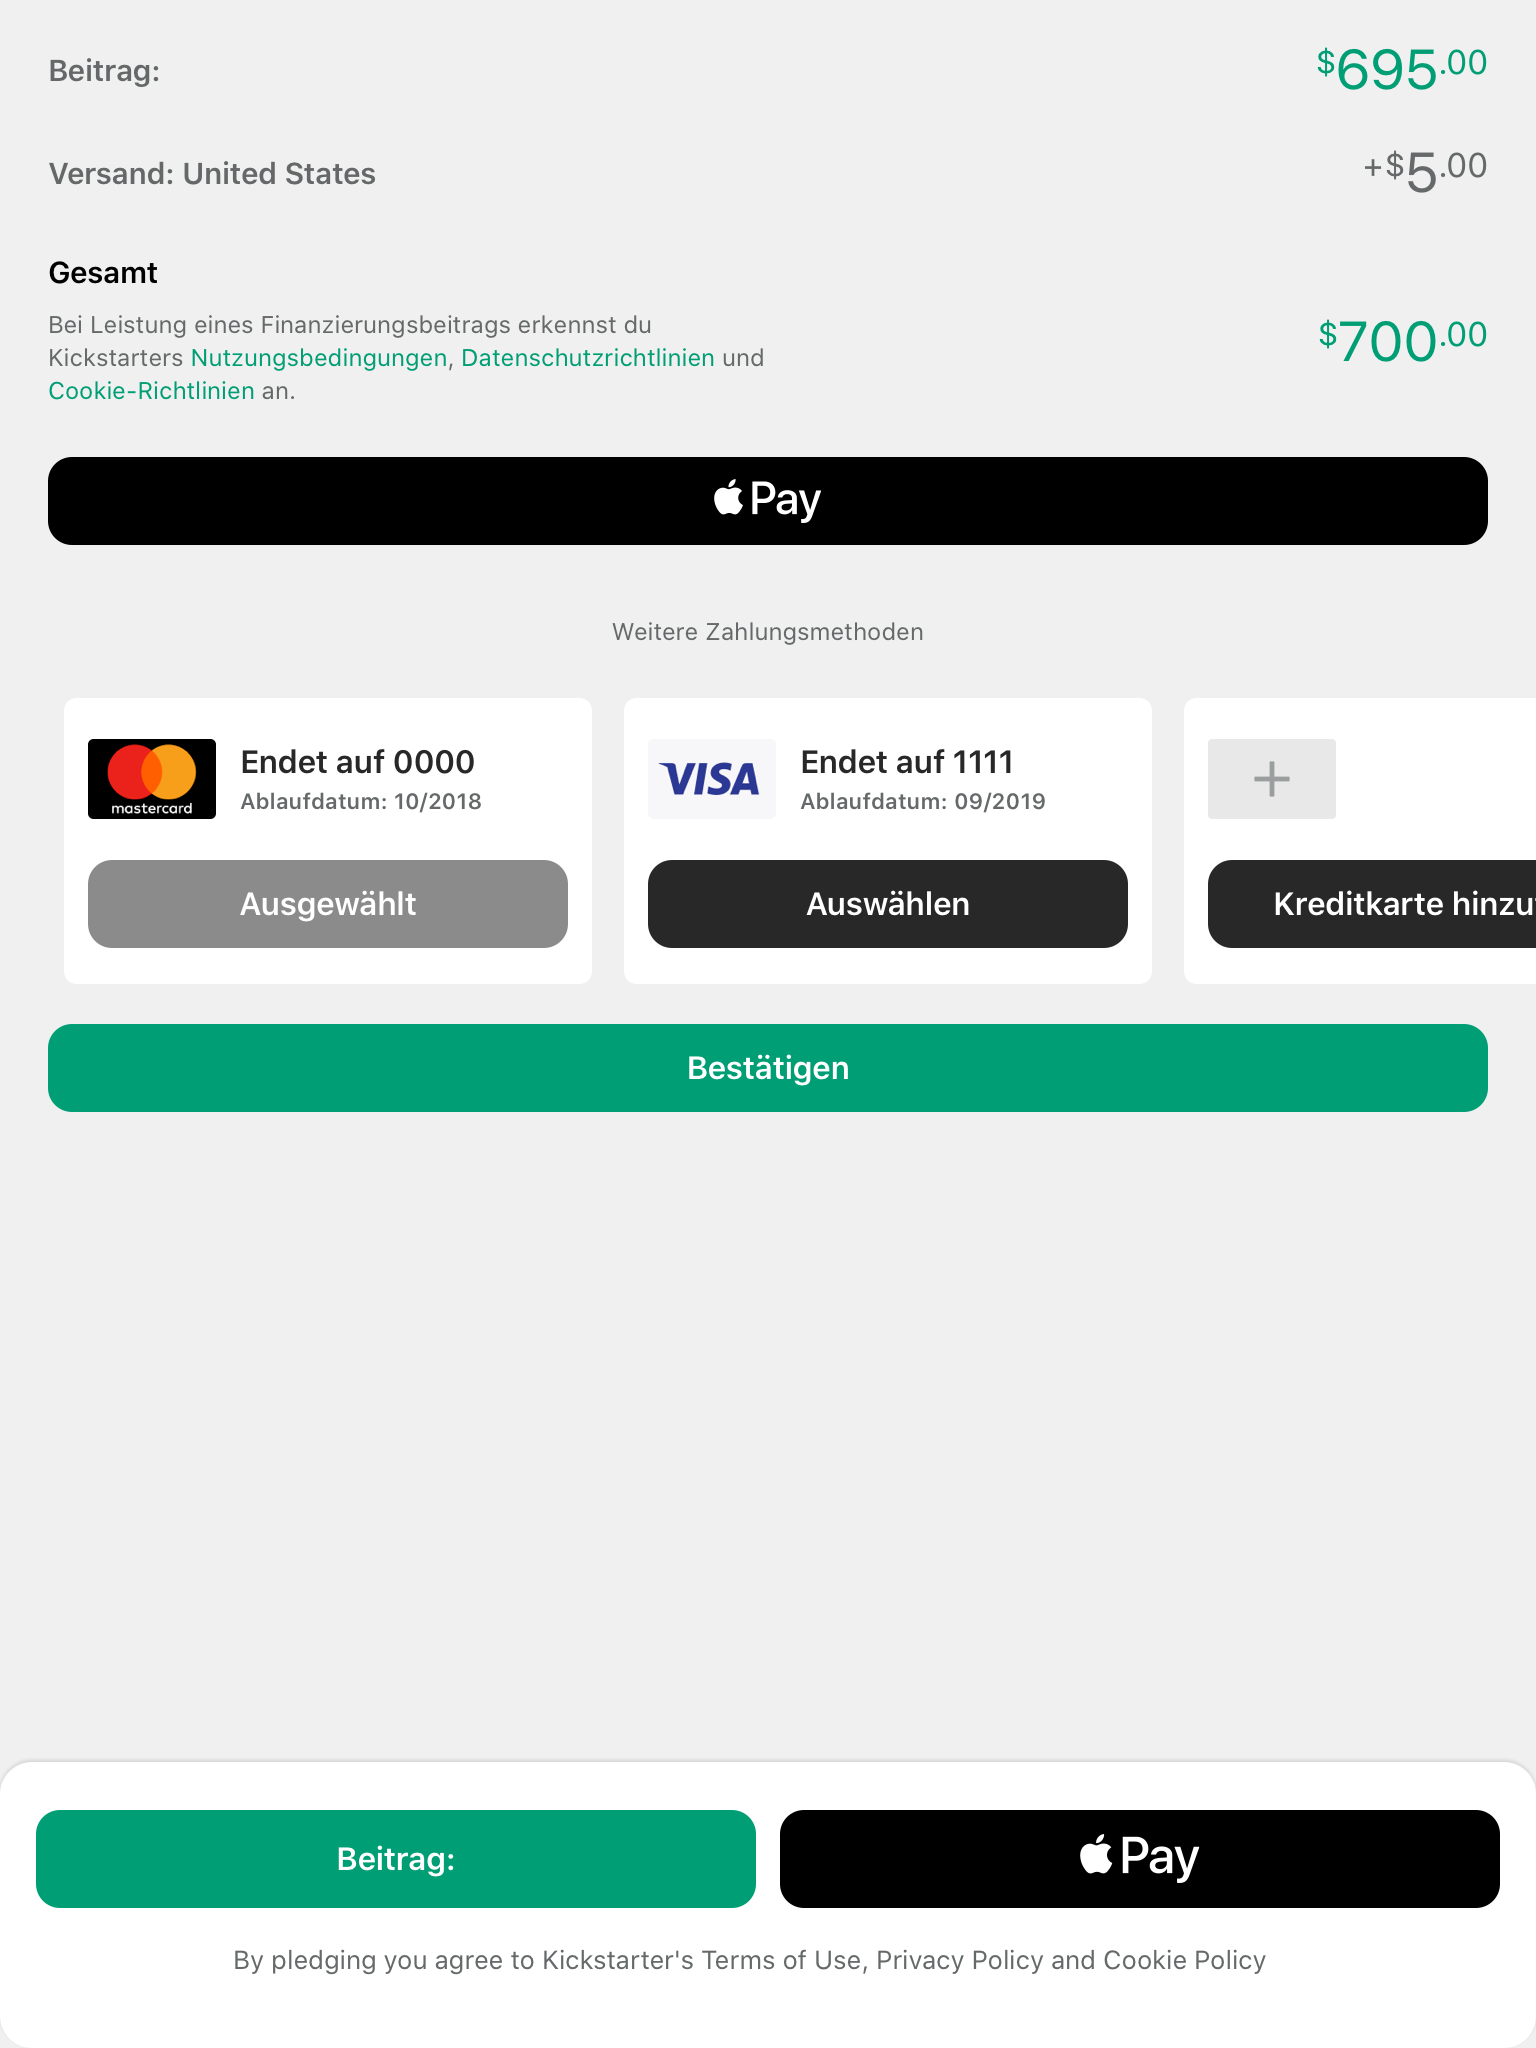 Beitrag: $695.00
Versand: United States +$5.00
Gesamt
Bei Leistung eines Finanzierungsbeitrags erkennst du
Kickstarters Nutzungsbedingungen, Datenschutzrichtlinien und
Cookie-Richtlinien an.
$700.00
Pay
Weitere Zahlungsmethoden
mastercard
Endet auf 0000
Ablaufdatum: 10/2018
Ausgewählt
VISA
Endet auf 1111
Ablaufdatum: 09/2019
Auswählen
+
Kreditkarte
Bestätigen
Beitrag:
Pay
By pledging you agree to Kickstarter's Terms of Use, Privacy Policy and Cookie Policy